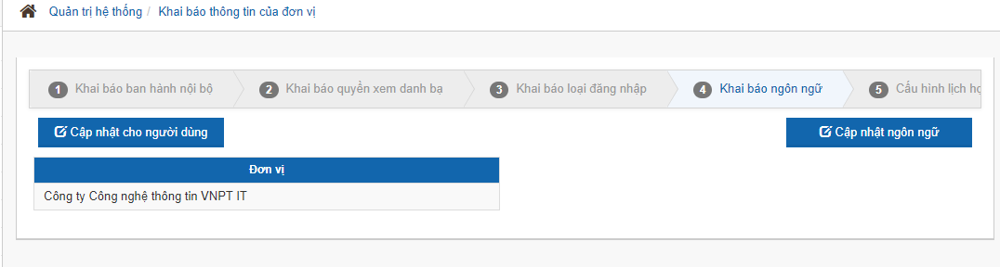 Quản trị hệ thống / Khai báo thông tin của đơn vị
1 Khai báo ban hành nội bộ 2 Khai báo quyền xem danh bạ 3 Khai báo loại đăng nhập 4 Khai báo ngôn ngữ 5 Cấu hình lịch họ
Cập nhật cho người dùng Cập nhật ngôn ngữ
Đơn vị
Công ty Công nghệ thông tin VNPT IT